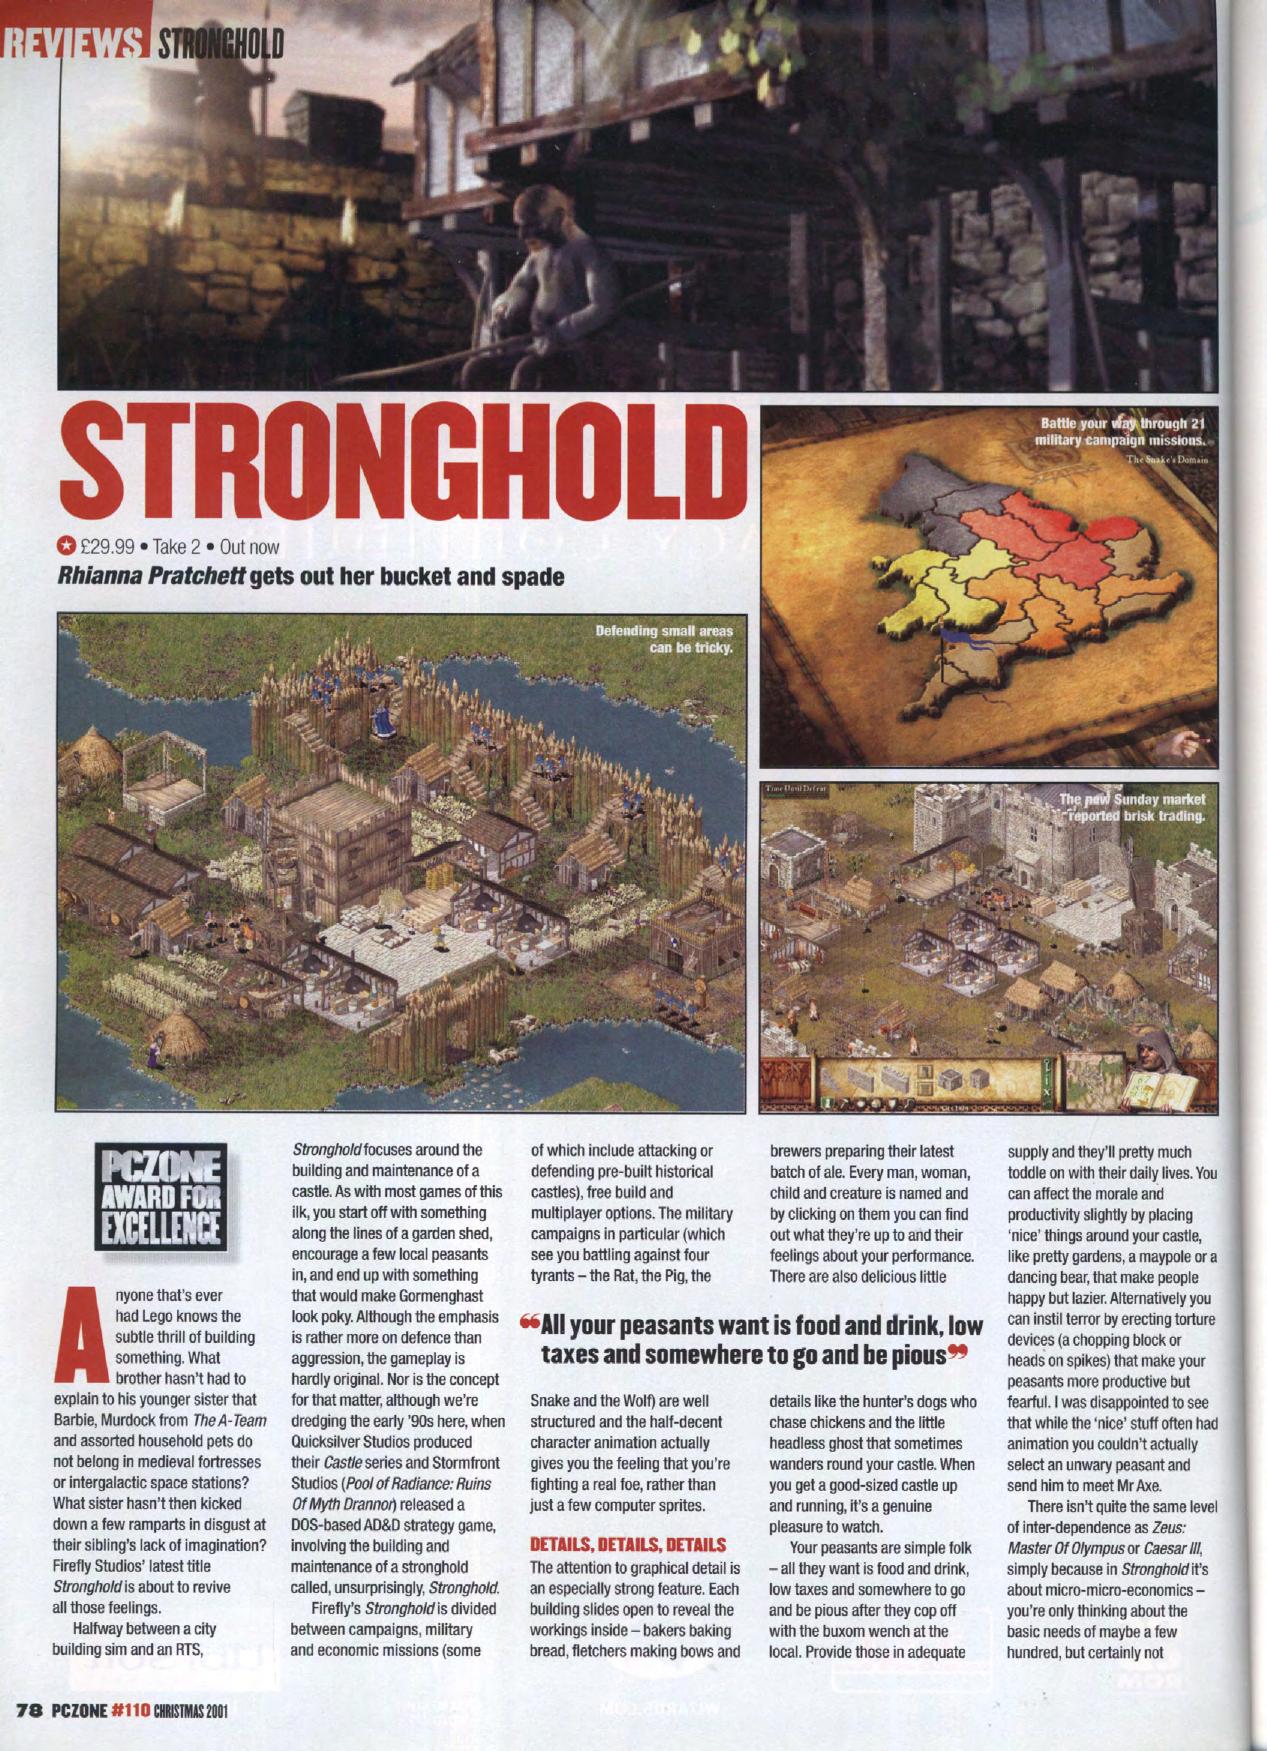 REVIEWS STRONGHOLD
STRONGHOLD
£29.99 • Take 2 • Out now
Rhianna Pratchett gets out her bucket and spade
Battle your way through 21
military campaign missions.
The Snake's Domain
Defending small areas
can be tricky.
Time Until Defeat
The new Sunday market
reported brisk trading.
PCZONE
AWARD FOR
EXCELLENCE
Anyone that's ever
had Lego knows the
subtle thrill of building
something. What
brother hasn't had to
explain to his younger sister that
Barbie, Murdock from The A-Team
and assorted household pets do
not belong in medieval fortresses
or intergalactic space stations?
What sister hasn't then kicked
down a few ramparts in disgust at
their sibling's lack of imagination?
Firefly Studios' latest title
Stronghold is about to revive
all those feelings.
Halfway between a city
building sim and an RTS,
Stronghold focuses around the
building and maintenance of a
castle. As with most games of this
ilk, you start off with something
along the lines of a garden shed,
encourage a few local peasants
in, and end up with something
that would make Gormenghast
look poky. Although the emphasis
is rather more on defence than
aggression, the gameplay is
hardly original. Nor is the concept
for that matter, although we're
dredging the early '90s here, when
Quicksilver Studios produced
their Castle series and Stormfront
Studios (Pool of Radiance: Ruins
Of Myth Drannor) released a
DOS-based AD&D strategy game,
involving the building and
maintenance of a stronghold
called, unsurprisingly, Stronghold.
Firefly's Stronghold is divided
between campaigns, military
and economic missions (some
of which include attacking or
defending pre-built historical
castles), free build and
multiplayer options. The military
campaigns in particular (which
see you battling against four
tyrants – the Rat, the Pig, the
“All your peasants want is food and drink, low
taxes and somewhere to go and be pious”
Snake and the Wolf) are well
structured and the half-decent
character animation actually
gives you the feeling that you're
fighting a real foe, rather than
just a few computer sprites.
DETAILS, DETAILS, DETAILS
The attention to graphical detail is
an especially strong feature. Each
building slides open to reveal the
workings inside – bakers baking
bread, fletchers making bows and
brewers preparing their latest
batch of ale. Every man, woman,
child and creature is named and
by clicking on them you can find
out what they're up to and their
feelings about your performance.
There are also delicious little
details like the hunter's dogs who
chase chickens and the little
headless ghost that sometimes
wanders round your castle. When
you get a good-sized castle up
and running, it's a genuine
pleasure to watch.
Your peasants are simple folk
– all they want is food and drink,
low taxes and somewhere to go
and be pious after they cop off
with the buxom wench at the
local. Provide those in adequate
supply and they'll pretty much
toddle on with their daily lives. You
can affect the morale and
productivity slightly by placing
'nice' things around your castle,
like pretty gardens, a maypole or a
dancing bear, that make people
happy but lazier. Alternatively you
can instil terror by erecting torture
devices (a chopping block or
heads on spikes) that make your
peasants more productive but
fearful. I was disappointed to see
that while the 'nice' stuff often had
animation you couldn't actually
select an unwary peasant and
send him to meet Mr Axe.
There isn't quite the same level
of inter-dependence as Zeus:
Master Of Olympus or Caesar III,
simply because in Stronghold it's
about micro-micro-economics –
you're only thinking about the
basic needs of maybe a few
hundred, but certainly not
78 PCZONE #110 CHRISTMAS 2001